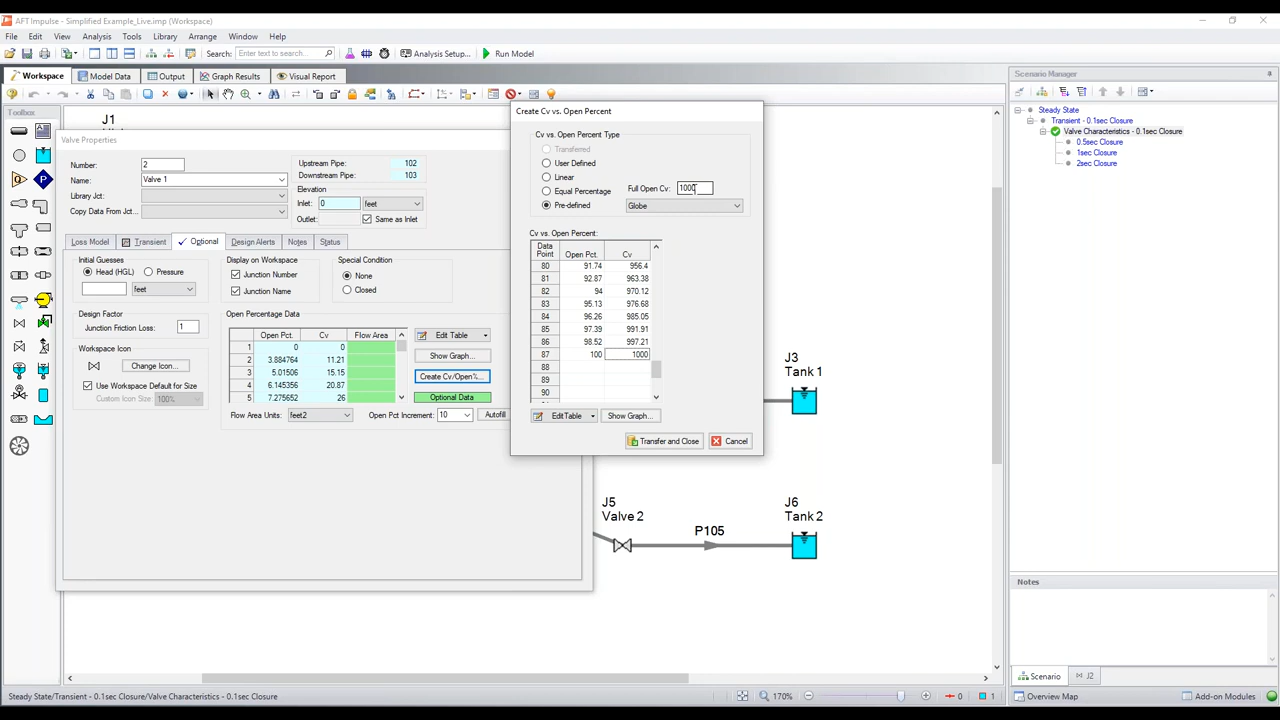 AFT Impulse - Simplified Example_Live.imp (Workspace)
File Edit View Analysis Tools Library Arrange Window Help
Search: Enter text to search... Analysis Setup... Run Model
Workspace Model Data Output Graph Results Visual Report
Toolbox
J1
Valve Properties
Number: 2
Name: Valve 1
Library Jct:
Copy Data From Jct...
Upstream Pipe: 102
Downstream Pipe: 103
Elevation
Inlet: 0 feet
Outlet: Same as Inlet
Loss Model Transient Optional Design Alerts Notes Status
Initial Guesses
Head (HGL) Pressure
feet
Display on Workspace
Junction Number
Junction Name
Special Condition
None
Closed
Design Factor
Junction Friction Loss: 1
Workspace Icon
Change Icon...
Use Workspace Default for Size
Custom Icon Size: 100%
Open Percentage Data
Open Pct. Cv Flow Area
1 0 0
2 3.884764 11.21
3 5.01506 15.15
4 6.145356 20.87
5 7.275652 26
Edit Table
Show Graph...
Create Cv/Open%...
Optional Data
Flow Area Units: feet2 Open Pct Increment: 10 Autofill
Create Cv vs. Open Percent
Cv vs. Open Percent Type
Transferred
User Defined
Linear
Equal Percentage
Pre-defined
Full Open Cv: 1000
Globe
Cv vs. Open Percent:
Data Point Open Pct. Cv
80 91.74 956.4
81 92.87 963.38
82 94 970.12
83 95.13 976.68
84 96.26 985.05
85 97.39 991.91
86 98.52 997.21
87 100 1000
88
89
90
Edit Table Show Graph...
Transfer and Close Cancel
J3
Tank 1
J5
Valve 2
P105
J6
Tank 2
Scenario Manager
Steady State
Transient - 0.1sec Closure
Valve Characteristics - 0.1sec Closure
0.5sec Closure
1sec Closure
2sec Closure
Notes
Scenario J2
Steady State/Transient - 0.1sec Closure/Valve Characteristics - 0.1sec Closure
170% 0 1
Overview Map Add-on Modules